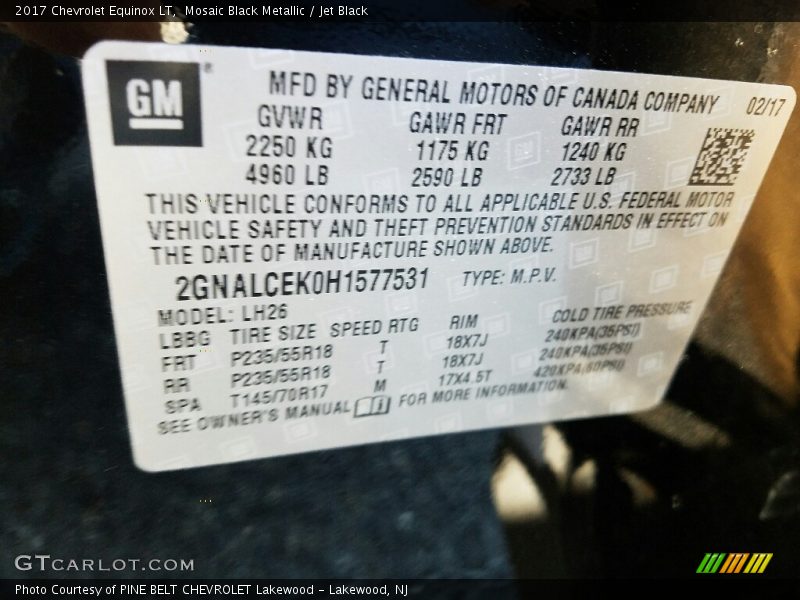 2017 Chevrolet Equinox LT, Mosaic Black Metallic / Jet Black
GM
MFD BY GENERAL MOTORS OF CANADA COMPANY 02/17
GVWR GAWR FRT GAWR RR
2250 KG 1175 KG 1240 KG
4960 LB 2590 LB 2733 LB
THIS VEHICLE CONFORMS TO ALL APPLICABLE U.S. FEDERAL MOTOR
VEHICLE SAFETY AND THEFT PREVENTION STANDARDS IN EFFECT ON
THE DATE OF MANUFACTURE SHOWN ABOVE.
2GNALCEK0H1577531 TYPE: M.P.V.
MODEL: LH26
LBBG TIRE SIZE SPEED RTG RIM COLD TIRE PRESSURE
FRT P235/55R18 T 18X7J 240KPA(35PSI)
RR P235/55R18 T 18X7J 240KPA(35PSI)
SPA T145/70R17 M 17X4.5T 420KPA(60PSI)
SEE OWNER'S MANUAL FOR MORE INFORMATION.
GTCARLOT.COM
Photo Courtesy of PINE BELT CHEVROLET Lakewood - Lakewood, NJ